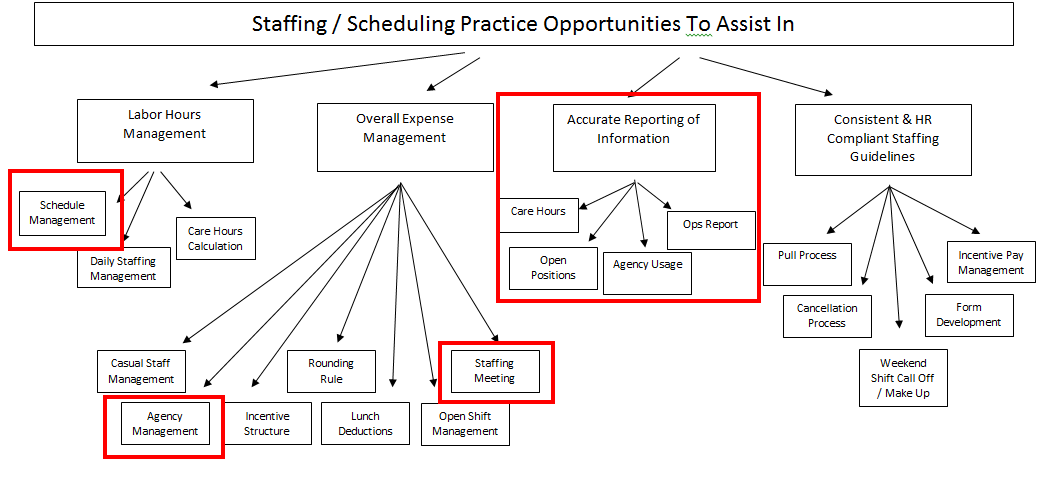 Staffing / Scheduling Practice Opportunities To Assist In
Labor Hours
Management
Overall Expense
Management
Accurate Reporting of
Information
Consistent & HR
Compliant Staffing
Guidelines
Schedule
Management
Care Hours
Calculation
Daily Staffing
Management
Care Hours
Ops Report
Open
Positions
Agency Usage
Pull Process
Incentive Pay
Management
Cancellation
Process
Form
Development
Weekend
Shift Call Off
/ Make Up
Casual Staff
Management
Rounding
Rule
Staffing
Meeting
Agency
Management
Incentive
Structure
Lunch
Deductions
Open Shift
Management